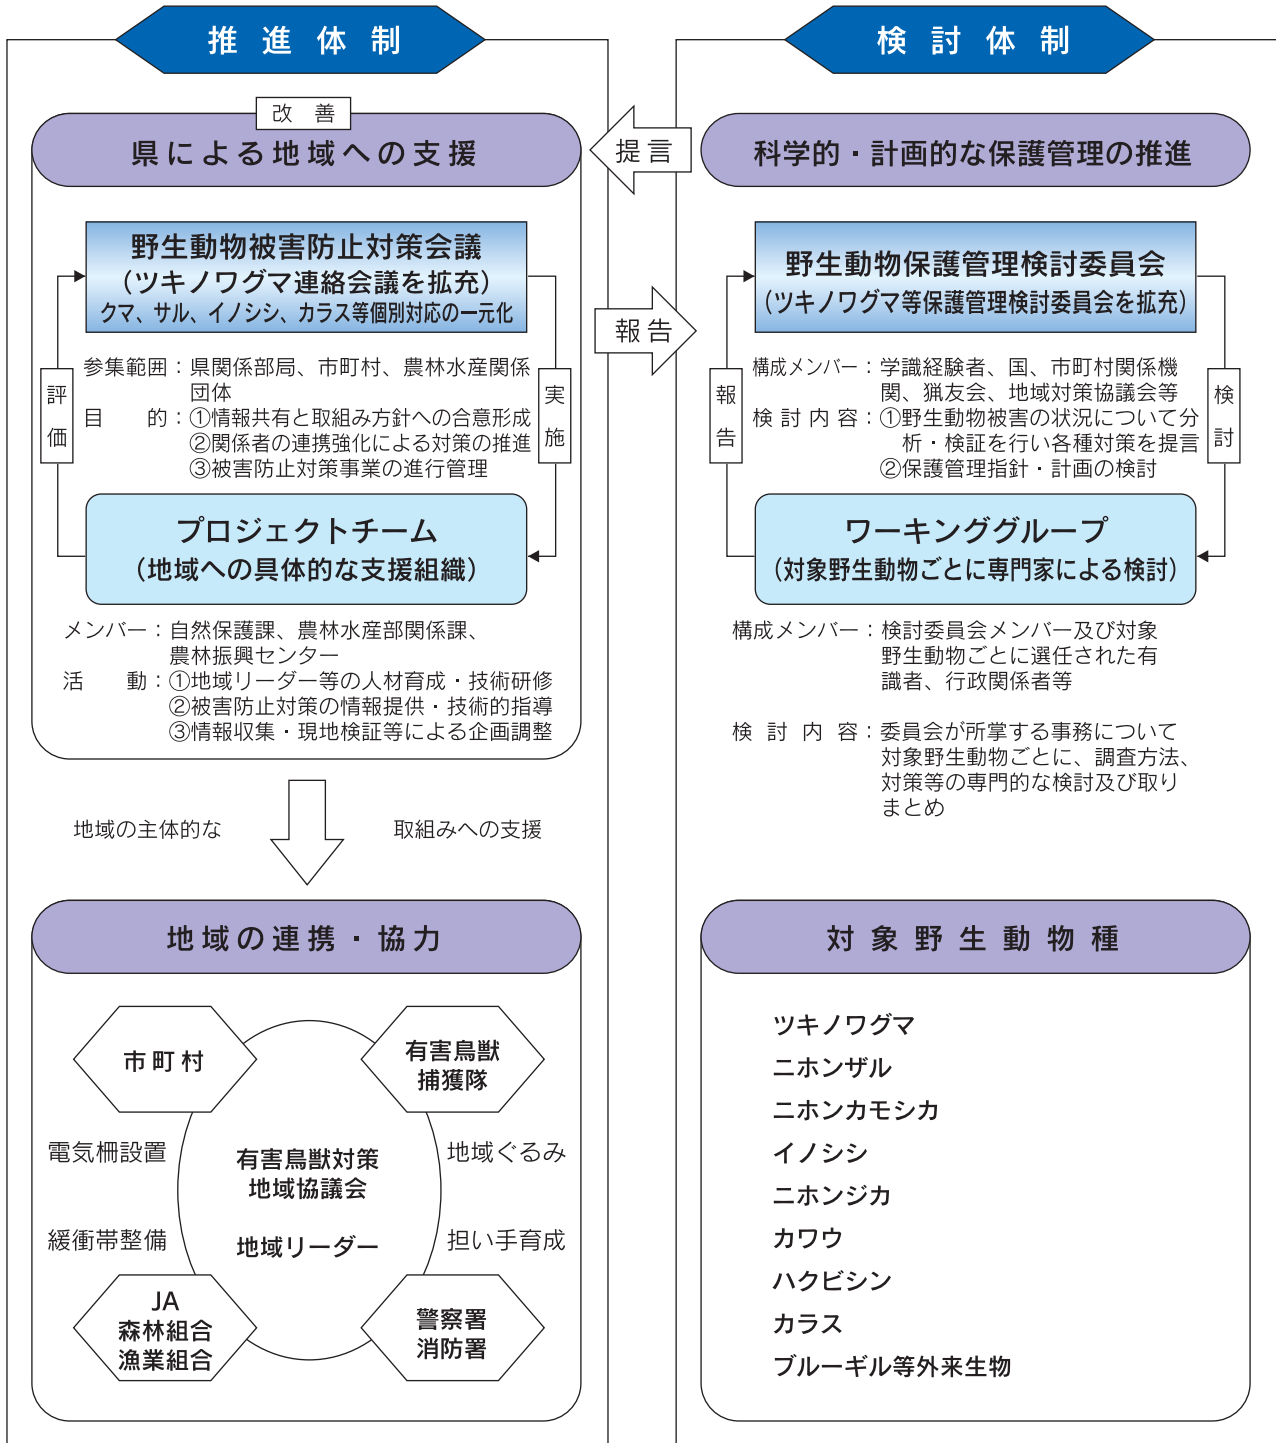 推進体制
改善
県による地域への支援
野生動物被害防止対策会議
（ツキノワグマ連絡会議を拡充）
クマ、サル、イノシシ、カラス等個別対応の一元化
評価
実施
参集範囲：県関係部局、市町村、農林水産関係
団体
目的：①情報共有と取組み方針への合意形成
②関係者の連携強化による対策の推進
③被害防止対策事業の進行管理
プロジェクトチーム
（地域への具体的な支援組織）
メンバー：自然保護課、農林水産部関係課、
農林振興センター
活動：①地域リーダー等の人材育成・技術研修
②被害防止対策の情報提供・技術的指導
③情報収集・現地検証等による企画調整
地域の主体的な 取組みへの支援
地域の連携・協力
市町村
有害鳥獣
捕獲隊
電気柵設置
地域ぐるみ
有害鳥獣対策
地域協議会
緩衝帯整備
担い手育成
地域リーダー
JA
森林組合
漁業組合
警察署
消防署
提言
報告
検討体制
科学的・計画的な保護管理の推進
野生動物保護管理検討委員会
（ツキノワグマ等保護管理検討委員会を拡充）
報告
検討
構成メンバー：学識経験者、国、市町村関係機
関、猟友会、地域対策協議会等
検討内容：①野生動物被害の状況について分
析・検証を行い各種対策を提言
②保護管理指針・計画の検討
ワーキンググループ
（対象野生動物ごとに専門家による検討）
構成メンバー：検討委員会メンバー及び対象
野生動物ごとに選任された有
識者、行政関係者等
検討内容：委員会が所掌する事務について
対象野生動物ごとに、調査方法、
対策等の専門的な検討及び取り
まとめ
対象野生動物種
ツキノワグマ
ニホンザル
ニホンカモシカ
イノシシ
ニホンジカ
カワウ
ハクビシン
カラス
ブルーギル等外来生物